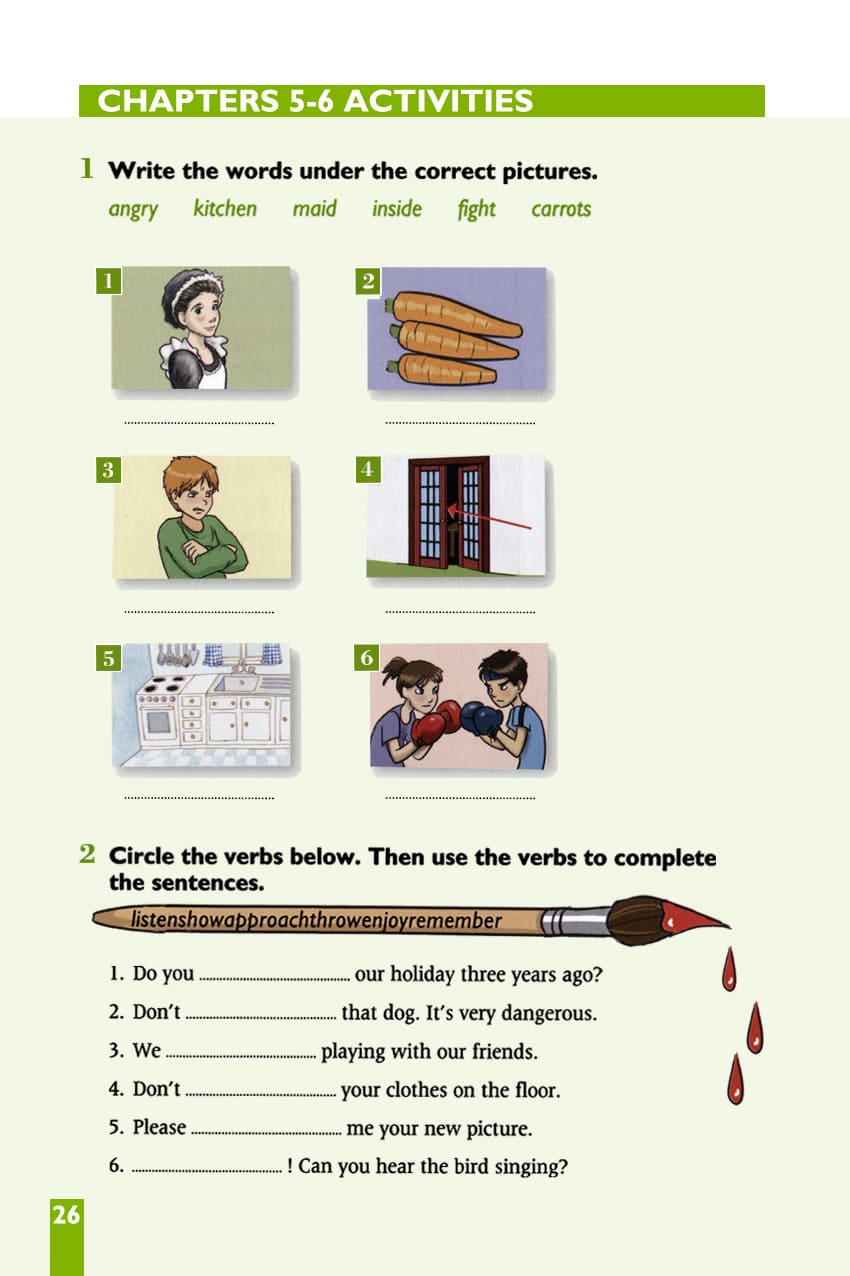 CHAPTERS 5-6 ACTIVITIES
1 Write the words under the correct pictures.
angry kitchen maid inside fight carrots
1
2
..............................................
..............................................
3
4
..............................................
..............................................
5
6
..............................................
..............................................
2 Circle the verbs below. Then use the verbs to complete
the sentences.
listenshowapproachthrowenjoyremember
1. Do you .............................................. our holiday three years ago?
2. Don't .............................................. that dog. It's very dangerous.
3. We .............................................. playing with our friends.
4. Don't .............................................. your clothes on the floor.
5. Please .............................................. me your new picture.
6. .............................................. ! Can you hear the bird singing?
26